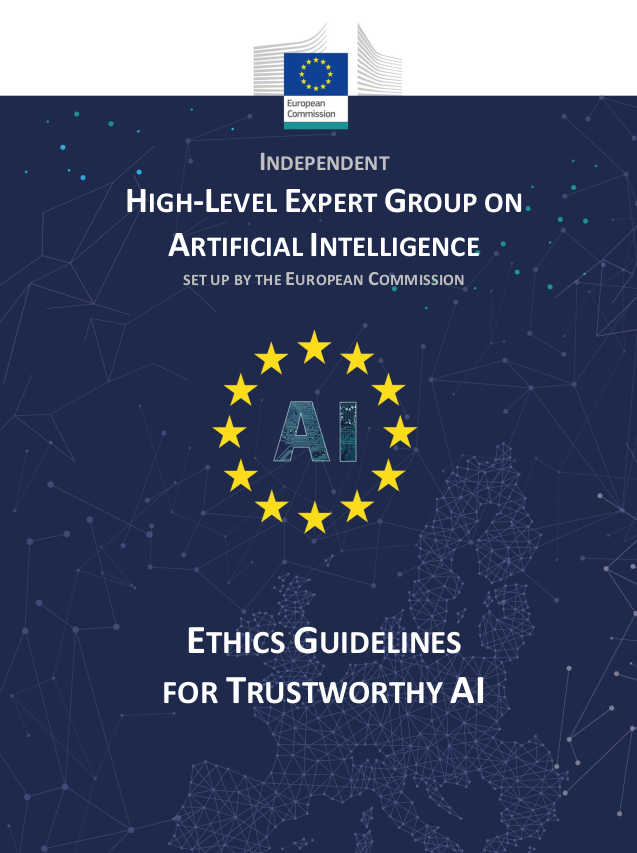 European
Commission
INDEPENDENT
HIGH-LEVEL EXPERT GROUP ON
ARTIFICIAL INTELLIGENCE
SET UP BY THE EUROPEAN COMMISSION
AI
ETHICS GUIDELINES
FOR TRUSTWORTHY AI